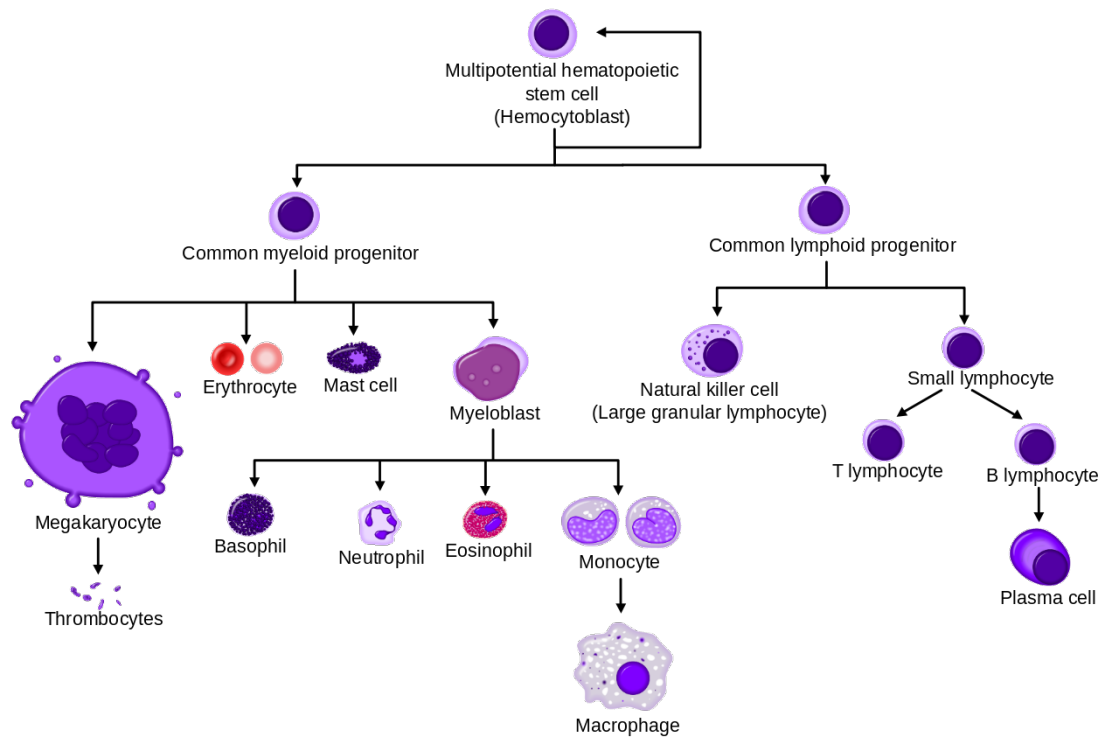 Multipotential hematopoietic
stem cell
(Hemocytoblast)
Common myeloid progenitor
Common lymphoid progenitor
Erythrocyte
Mast cell
Myeloblast
Natural killer cell
(Large granular lymphocyte)
Small lymphocyte
T lymphocyte
B lymphocyte
Megakaryocyte
Basophil
Neutrophil
Eosinophil
Monocyte
Plasma cell
Thrombocytes
Macrophage